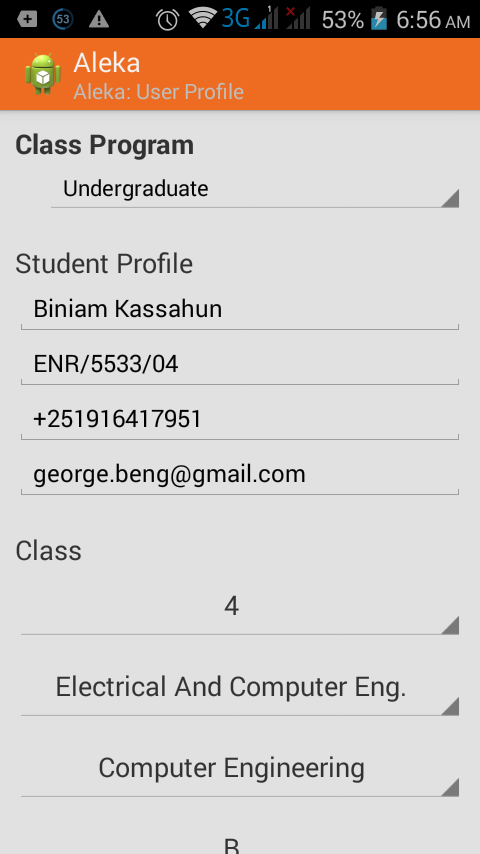 53
3G
1
53%
6:56 AM
Aleka
Aleka: User Profile
Class Program
Undergraduate
Student Profile
Biniam Kassahun
ENR/5533/04
+251916417951
george.beng@gmail.com
Class
4
Electrical And Computer Eng.
Computer Engineering
B